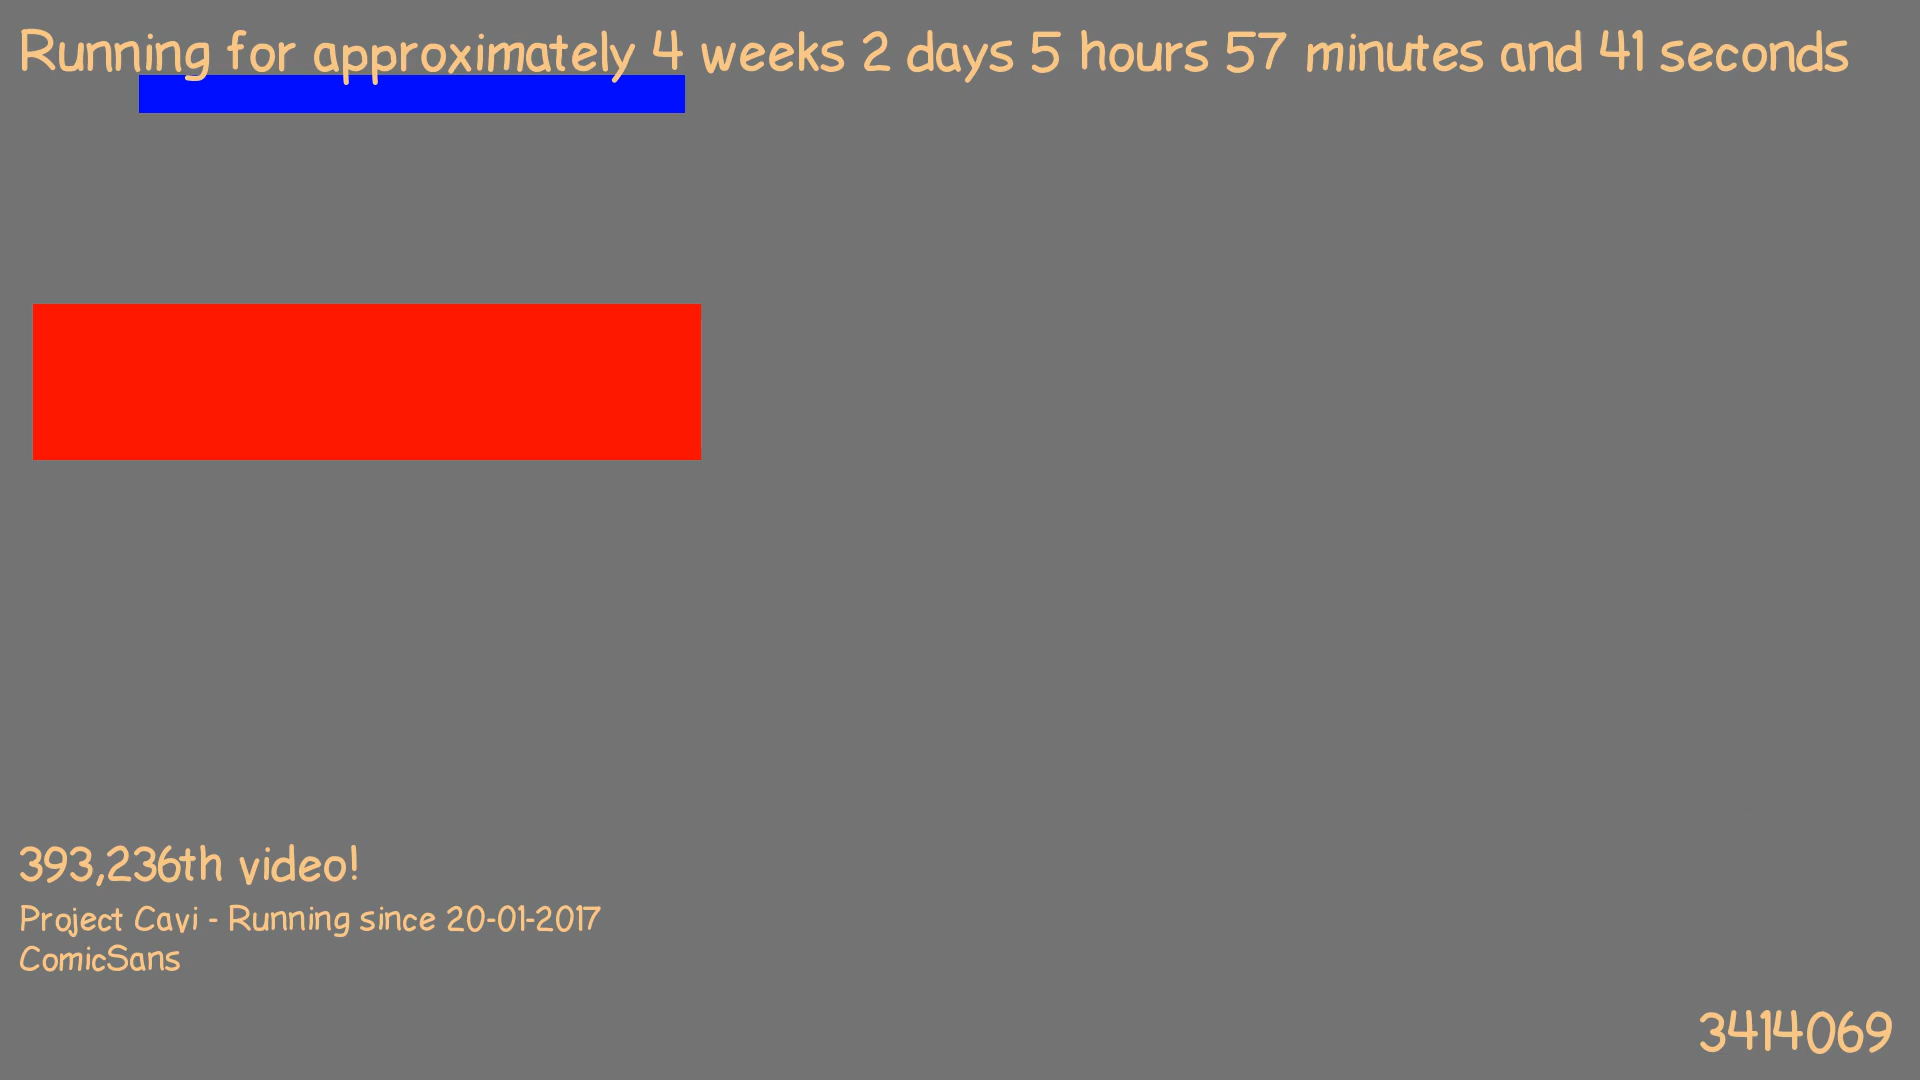 Running for approximately 4 weeks 2 days 5 hours 57 minutes and 41 seconds
393,236th video!
Project Cavi - Running since 20-01-2017
ComicSans
3414069